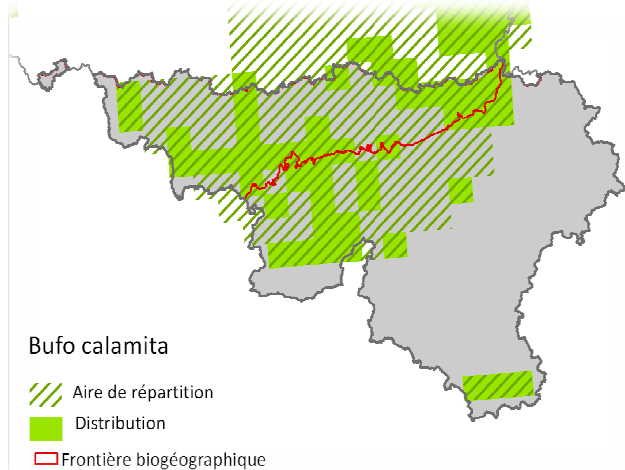 Bufo calamita
Aire de répartition
Distribution
Frontière biogéographique